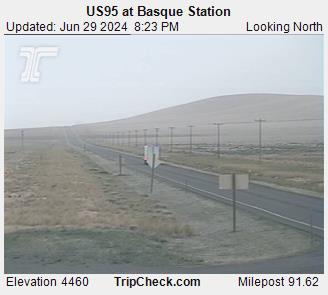 US95 at Basque Station
Updated: Jun 29 2024 8:23 PM Looking North
Elevation 4460 TripCheck.com Milepost 91.62